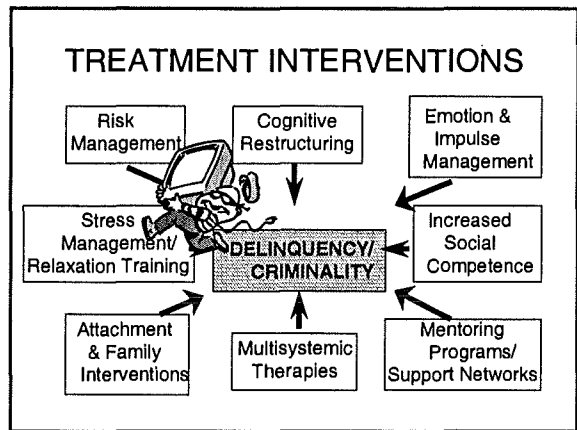 TREATMENT INTERVENTIONS
Risk
Management
Cognitive
Restructuring
Emotion &
Impulse
Management
Stress
Management/
Relaxation Training
DELINQUENCY/
CRIMINALITY
Increased
Social
Competence
Attachment
& Family
Interventions
Multisystemic
Therapies
Mentoring
Programs/
Support Networks